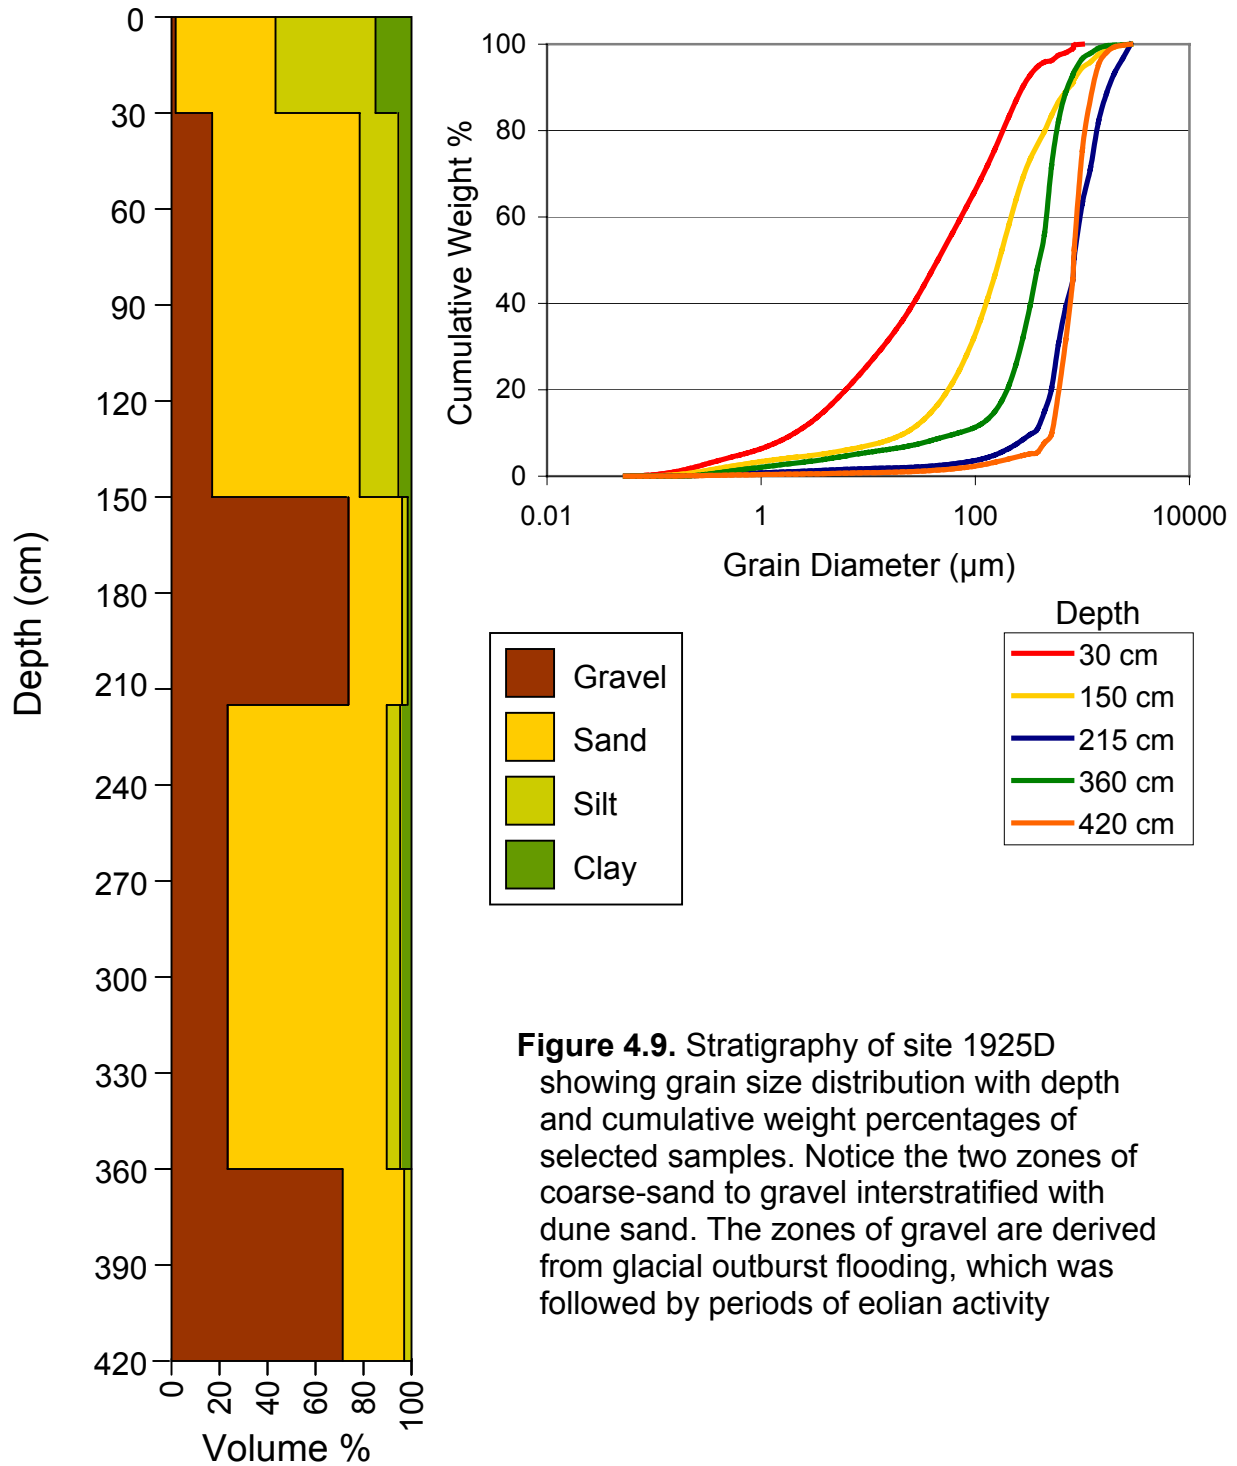 0
30
60
90
120
150
180
210
240
270
300
330
360
390
420
Depth (cm)
0
20
40
60
80
100
Volume %
100
80
60
40
20
0
Cumulative Weight %
0.01
1
100
10000
Grain Diameter (µm)
Gravel
Sand
Silt
Clay
Depth
30 cm
150 cm
215 cm
360 cm
420 cm
Figure 4.9. Stratigraphy of site 1925D
showing grain size distribution with depth
and cumulative weight percentages of
selected samples. Notice the two zones of
coarse-sand to gravel interstratified with
dune sand. The zones of gravel are derived
from glacial outburst flooding, which was
followed by periods of eolian activity